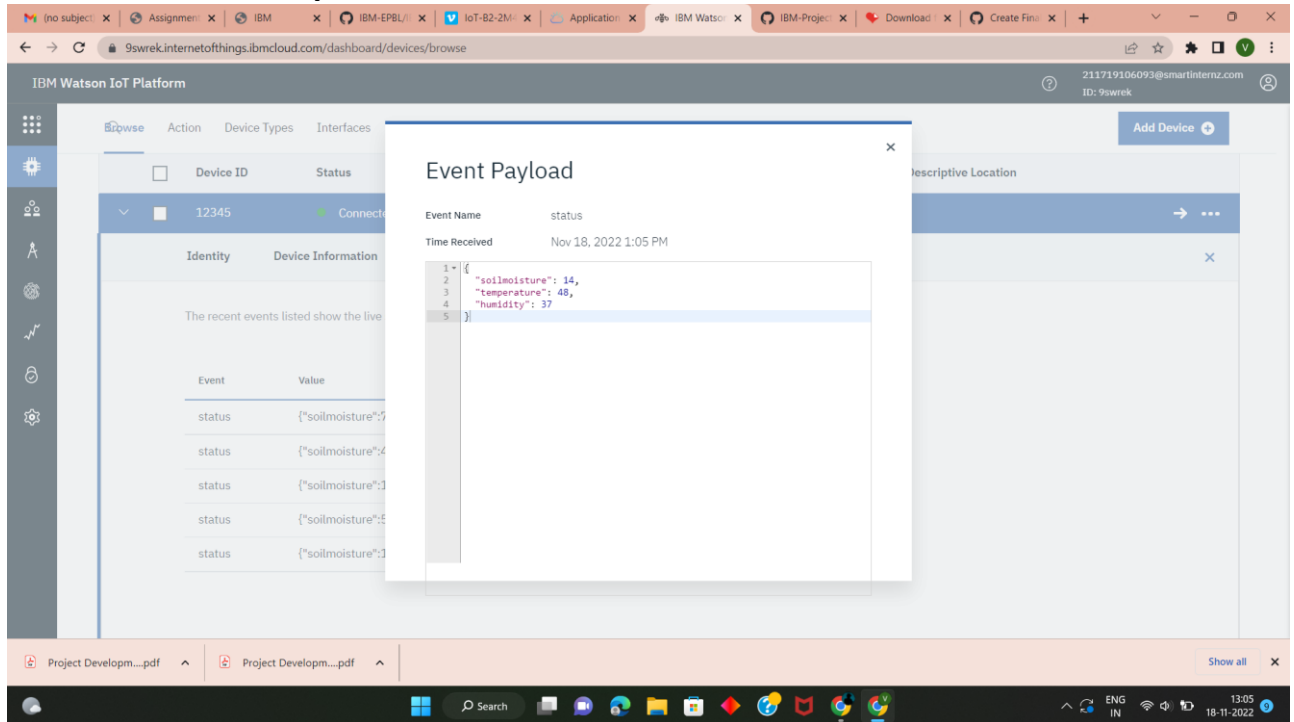 (no subject)
Assignment
IBM
IBM-EPBL/I
IoT-B2-2M4
Application
IBM Watson
IBM-Project
Download
Create Fina
9swrek.internetofthings.ibmcloud.com/dashboard/devices/browse
V
IBM Watson IoT Platform
211719106093@smartinternz.com
ID: 9swrek
Browse Action Device Types Interfaces
Add Device
Device ID Status Descriptive Location
12345 Connecte
Identity Device Information
The recent events listed show the live
Event Value
status {"soilmoisture":7
status {"soilmoisture":4
status {"soilmoisture":1
status {"soilmoisture":5
status {"soilmoisture":1
Event Payload
Event Name status
Time Received Nov 18, 2022 1:05 PM
1 {
2 "soilmoisture": 14,
3 "temperature": 48,
4 "humidity": 37
5 }
Project Developm....pdf
Project Developm....pdf
Show all
Search
ENG
IN
13:05
18-11-2022
9